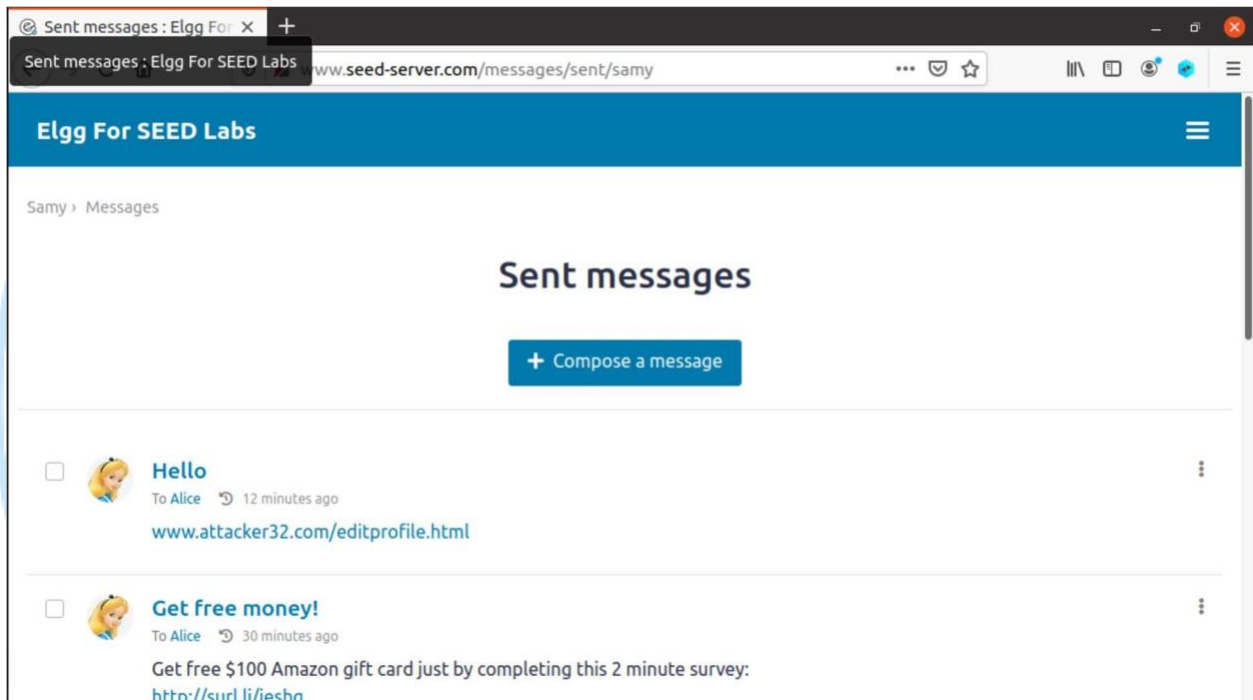 Sent messages : Elgg For
Sent messages : Elgg For SEED Labs
www.seed-server.com/messages/sent/samy
Elgg For SEED Labs
Samy › Messages
Sent messages
+ Compose a message
Hello
To Alice 12 minutes ago
www.attacker32.com/editprofile.html
Get free money!
To Alice 30 minutes ago
Get free $100 Amazon gift card just by completing this 2 minute survey: